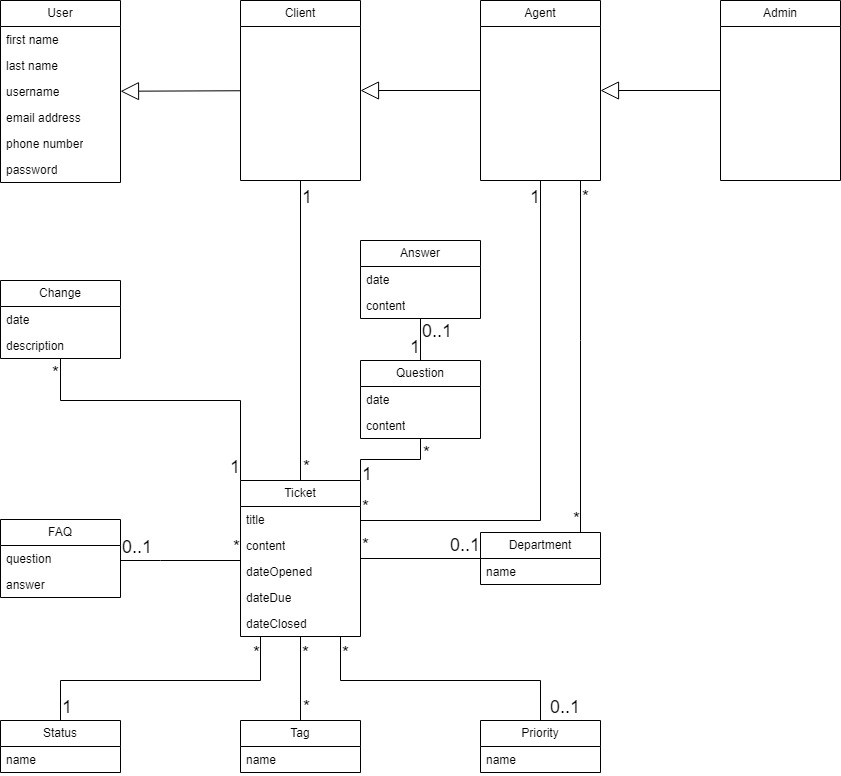 User
first name
last name
username
email address
phone number
password
Client
Agent
Admin
1
1
*
Answer
date
content
0..1
1
Question
date
content
*
Change
date
description
*
1
*
1
Ticket
title
content
dateOpened
dateDue
dateClosed
*
*
*
FAQ
question
answer
0..1
*
0..1
Department
name
*
*
*
1
*
0..1
Status
name
Tag
name
Priority
name